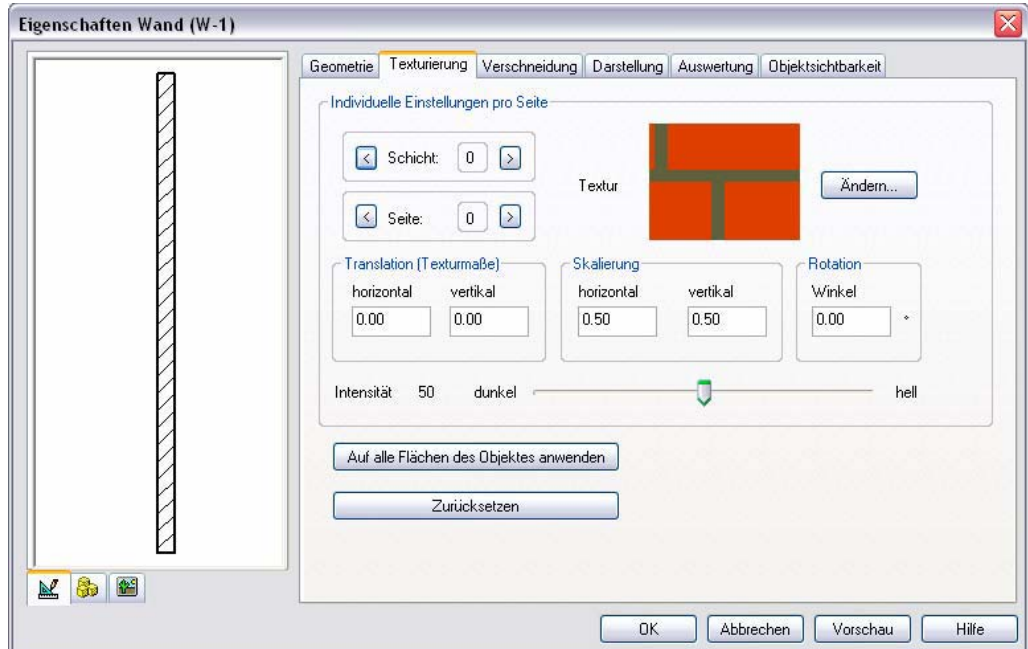 Eigenschaften Wand (W-1)
Geometrie Texturierung Verschneidung Darstellung Auswertung Objektsichtbarkeit
Individuelle Einstellungen pro Seite
< Schicht: 0 >
Textur
Ändern...
< Seite: 0 >
Translation (Texturmaße) Skalierung Rotation
horizontal vertikal horizontal vertikal Winkel
0.00 0.00 0.50 0.50 0.00 °
Intensität 50 dunkel hell
Auf alle Flächen des Objektes anwenden
Zurücksetzen
OK Abbrechen Vorschau Hilfe